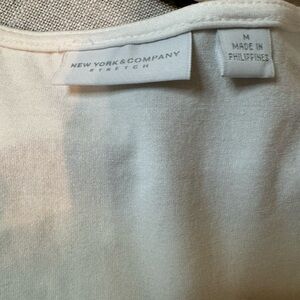 NEW YORK & COMPANY
STRETCH
M
MADE IN
PHILIPPINES